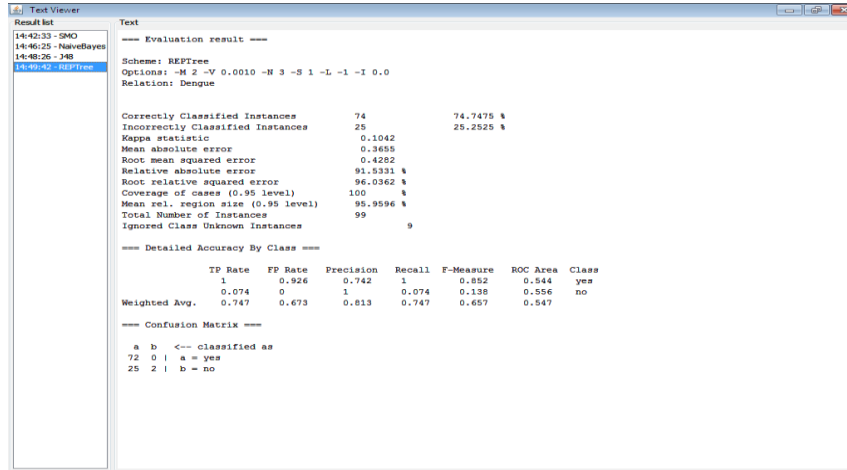 Text Viewer
Result list
14:42:33 - SMO
14:46:25 - NaiveBayes
14:48:26 - J48
14:49:42 - REPTree
Text
=== Evaluation result ===
Scheme: REPTree
Options: -M 2 -V 0.0010 -N 3 -S 1 -L -1 -I 0.0
Relation: Dengue
Correctly Classified Instances 74 74.7475 %
Incorrectly Classified Instances 25 25.2525 %
Kappa statistic 0.1042
Mean absolute error 0.3655
Root mean squared error 0.4282
Relative absolute error 91.5331 %
Root relative squared error 96.0362 %
Coverage of cases (0.95 level) 100 %
Mean rel. region size (0.95 level) 95.9596 %
Total Number of Instances 99
Ignored Class Unknown Instances 9
=== Detailed Accuracy By Class ===
TP Rate FP Rate Precision Recall F-Measure ROC Area Class
1 0.926 0.742 1 0.852 0.544 yes
0.074 0 1 0.074 0.138 0.556 no
Weighted Avg. 0.747 0.673 0.813 0.747 0.657 0.547
=== Confusion Matrix ===
a b <-- classified as
72 0 | a = yes
25 2 | b = no